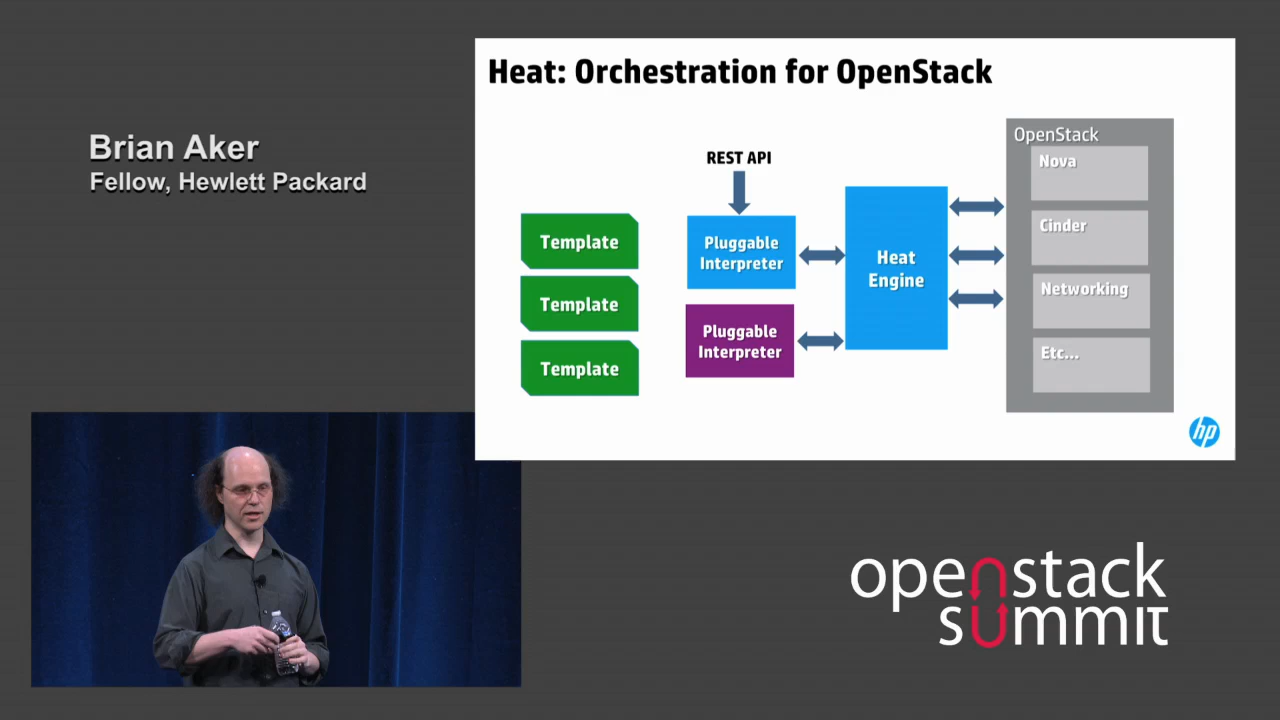 Brian Aker
Fellow, Hewlett Packard
Heat: Orchestration for OpenStack
REST API
Template
Template
Template
Pluggable
Interpreter
Pluggable
Interpreter
Heat
Engine
OpenStack
Nova
Cinder
Networking
Etc...
hp
openstack
summit